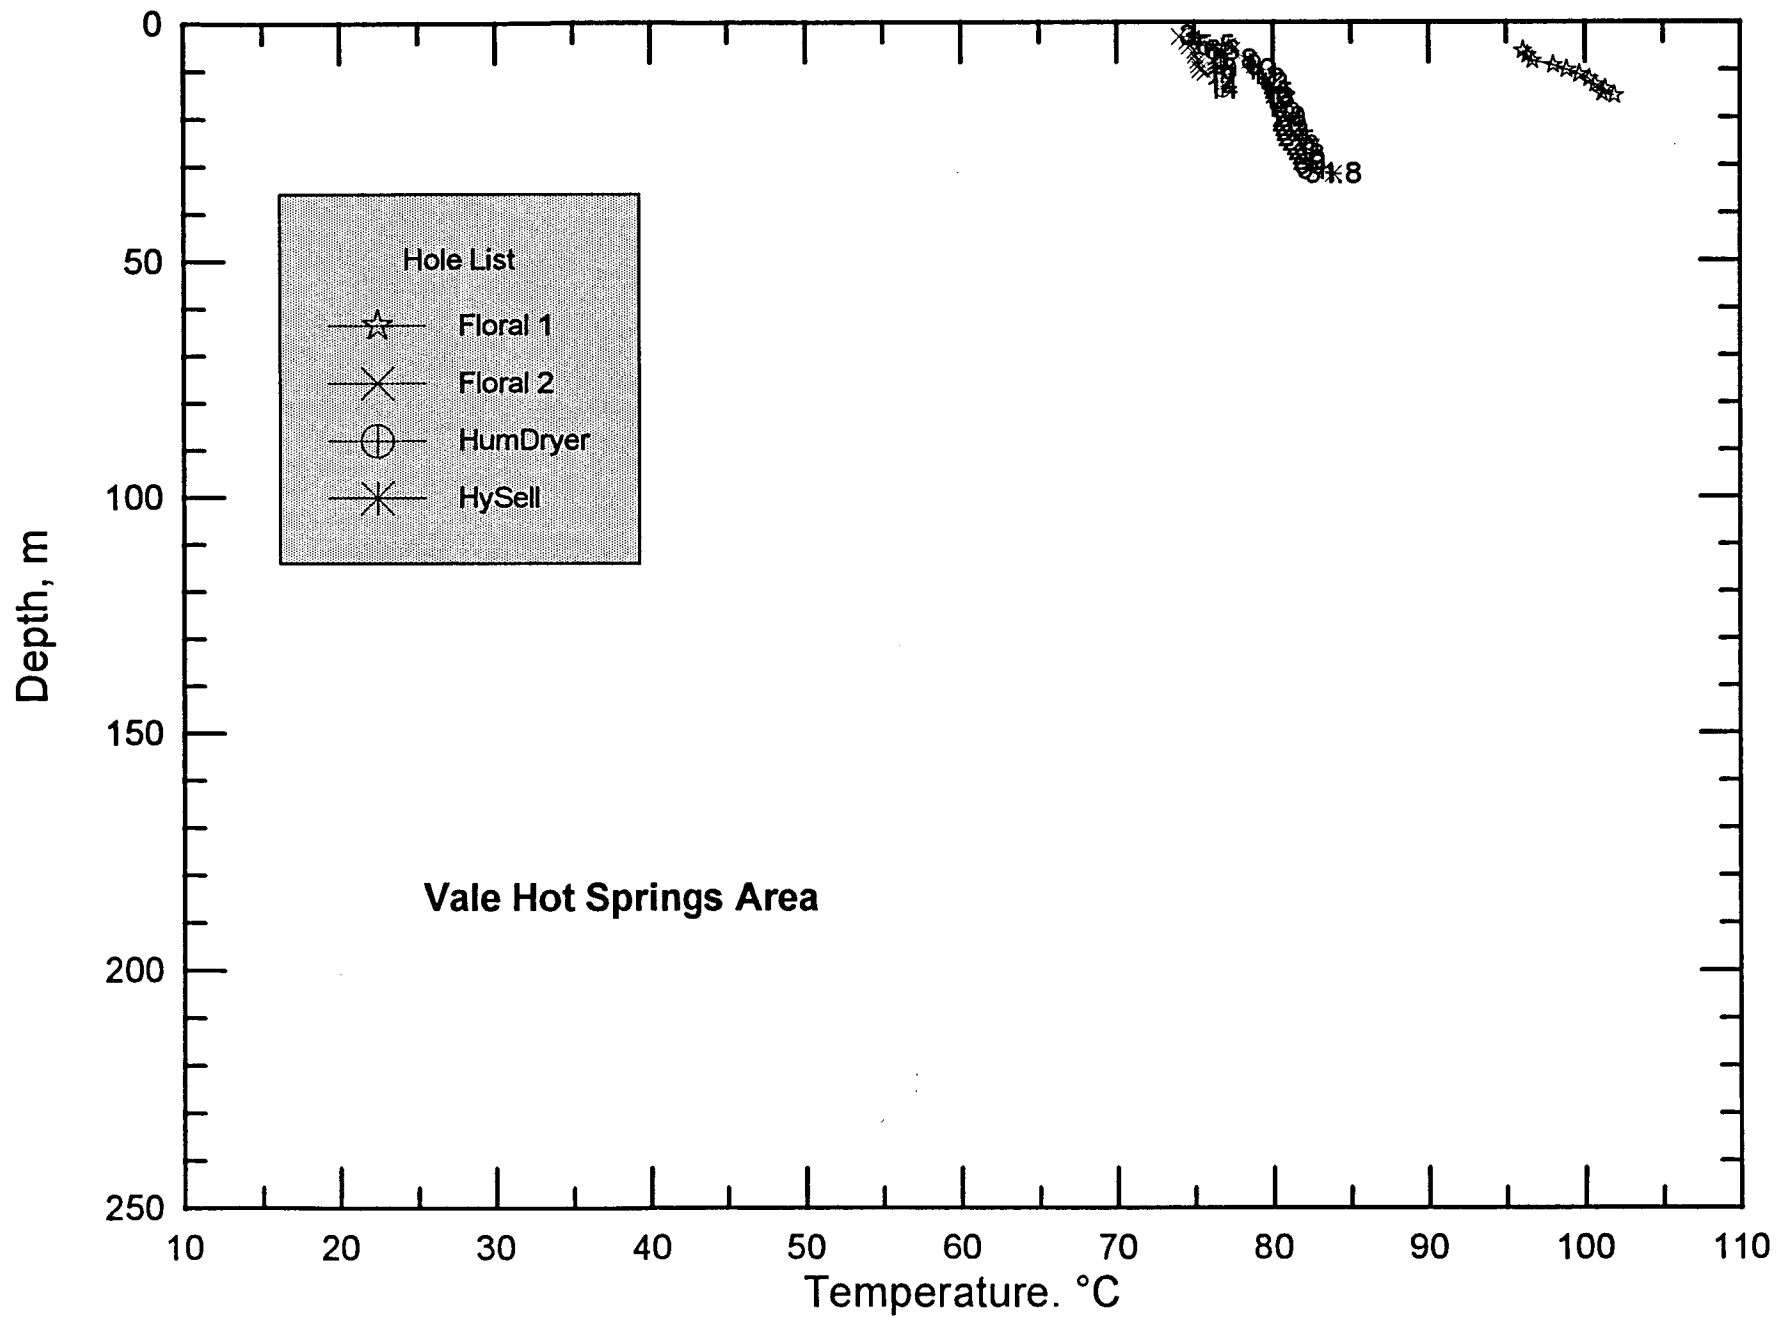 0
50
100
150
200
250
Depth, m
Hole List
Floral 1
Floral 2
HumDryer
HySell
Vale Hot Springs Area
10 20 30 40 50 60 70 80 90 100 110
Temperature. °C